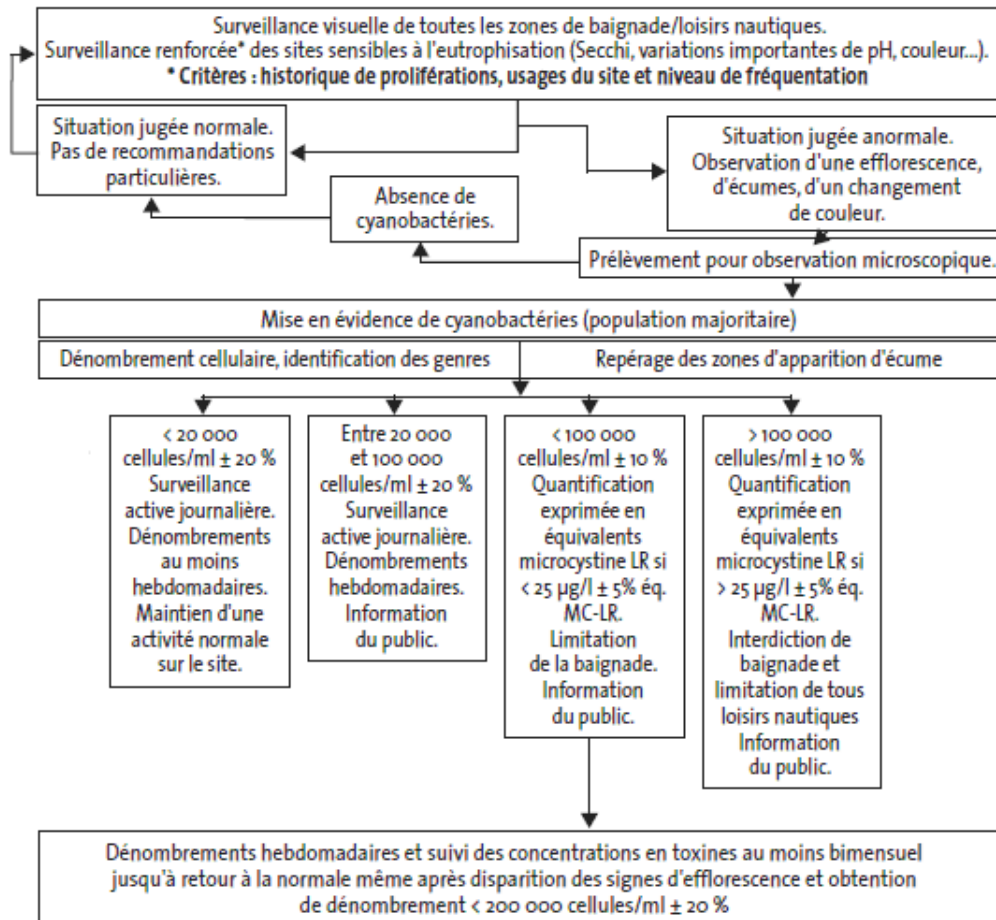 Surveillance visuelle de toutes les zones de baignade/loisirs nautiques.
Surveillance renforcée* des sites sensibles à l'eutrophisation (Secchi, variations importantes de pH, couleur...).
* Critères : historique de proliférations, usages du site et niveau de fréquentation
Situation jugée normale.
Pas de recommandations
particulières.
Situation jugée anormale.
Observation d'une efflorescence,
d'écumes, d'un changement
de couleur.
Absence de
cyanobactéries.
Prélèvement pour observation microscopique.
Mise en évidence de cyanobactéries (population majoritaire)
Dénombrement cellulaire, identification des genres
Repérage des zones d'apparition d'écume
< 20 000
cellules/ml ± 20 %
Surveillance
active journalière.
Dénombrements
au moins
hebdomadaires.
Maintien d'une
activité normale
sur le site.
Entre 20 000
et 100 000
cellules/ml ± 20 %
Surveillance
active journalière.
Dénombrements
hebdomadaires.
Information
du public.
< 100 000
cellules/ml ± 10 %
Quantification
exprimée en
équivalents
microcystine LR si
< 25 µg/l ± 5% éq.
MC-LR.
Limitation
de la baignade.
Information
du public.
> 100 000
cellules/ml ± 10 %
Quantification
exprimée en
équivalents
microcystine LR si
> 25 µg/l ± 5% éq.
MC-LR.
Interdiction de
baignade et
limitation de tous
loisirs nautiques
Information
du public.
Dénombrements hebdomadaires et suivi des concentrations en toxines au moins bimensuel
jusqu'à retour à la normale même après disparition des signes d'efflorescence et obtention
de dénombrement < 200 000 cellules/ml ± 20 %